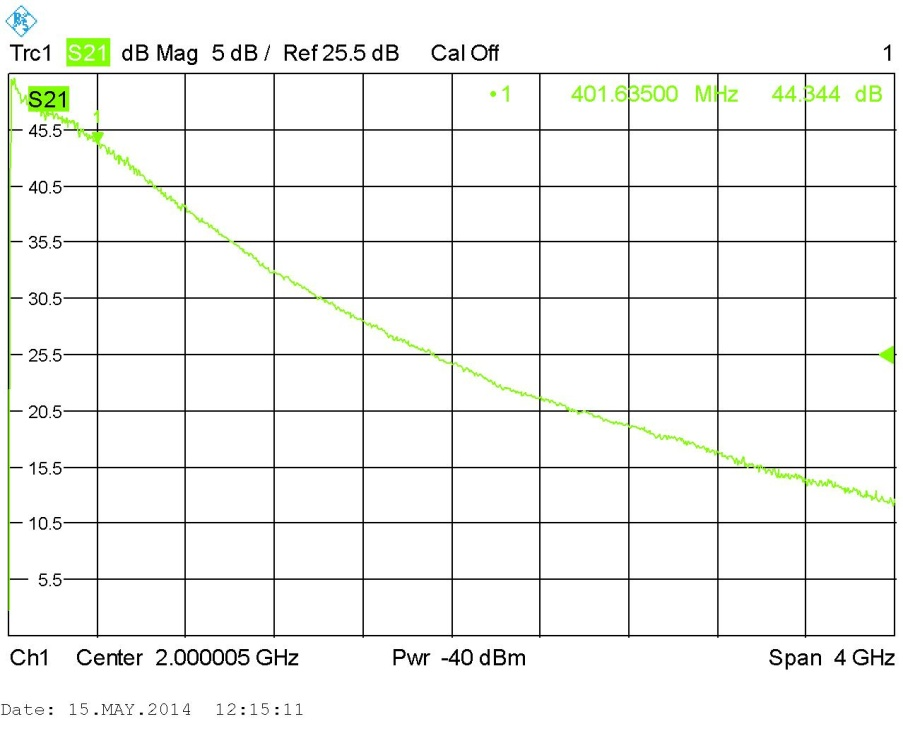 Trc1 S21 dB Mag 5 dB / Ref 25.5 dB Cal Off 1
S21
•1 401.63500 MHz 44.344 dB
1
45.5
40.5
35.5
30.5
25.5
20.5
15.5
10.5
5.5
Ch1 Center 2.000005 GHz Pwr -40 dBm Span 4 GHz
Date: 15.MAY.2014 12:15:11